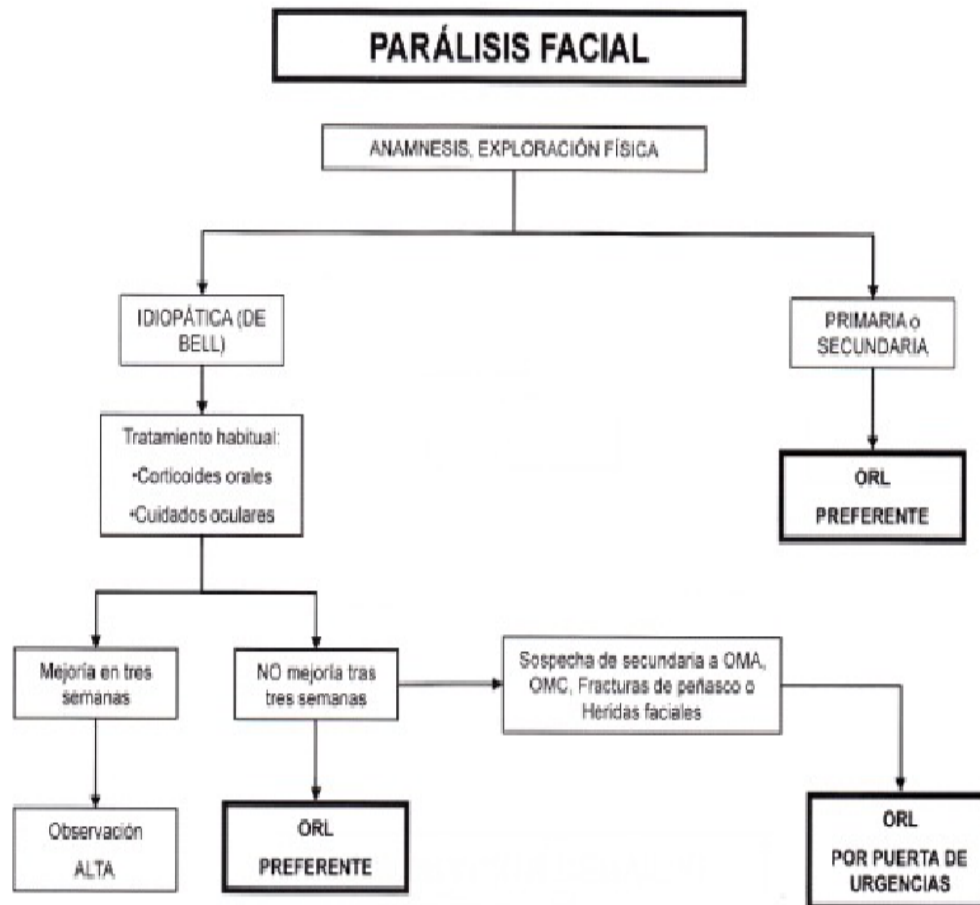 PARÁLISIS FACIAL
ANAMNESIS, EXPLORACIÓN FÍSICA
IDIOPÁTICA (DE
BELL)
PRIMARIA o
SECUNDARIA
Tratamiento habitual:
•Corticoides orales
•Cuidados oculares
ORL
PREFERENTE
Mejoría en tres
semanas
NO mejoría tras
tres semanas
Sospecha de secundaria a OMA,
OMC, Fracturas de peñasco o
Heridas faciales
Observación
ALTA
ORL
PREFERENTE
ORL
POR PUERTA DE
URGENCIAS